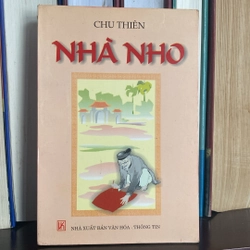 CHU THIÊN
NHÀ NHO
NHÀ XUẤT BẢN VĂN HÓA - THÔNG TIN